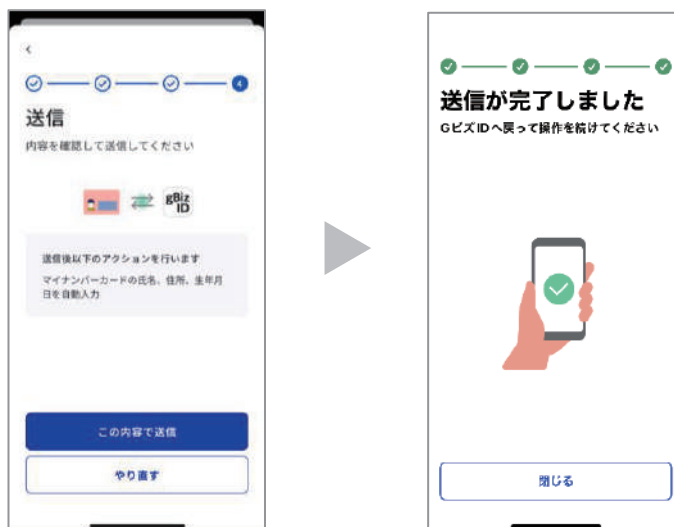 4
送信
内容を確認して送信してください
gBiz
ID
送信後以下のアクションを行います
マイナンバーカードの氏名、住所、生年月
日を自動入力
この内容で送信
やり直す
送信が完了しました
GビズIDへ戻って操作を続けてください
閉じる